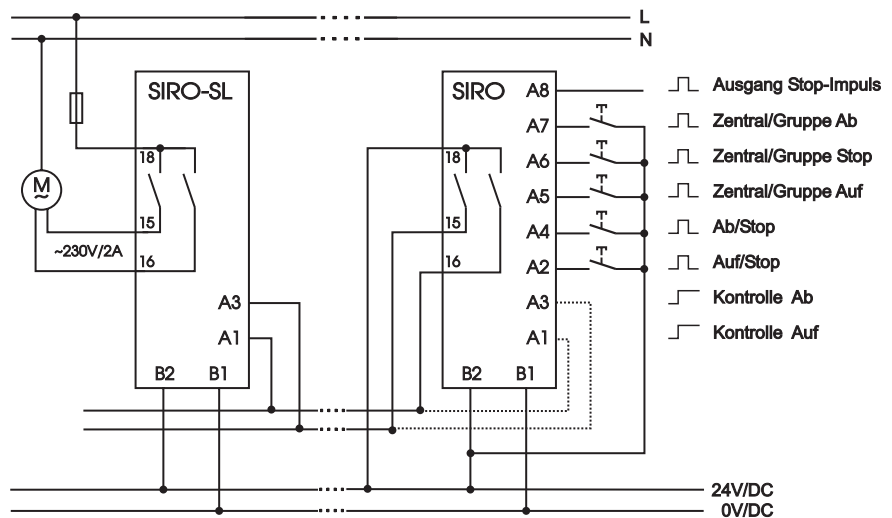 L
N
SIRO-SL
18
M
~
15
~230V/2A
16
A3
A1
B2 B1
SIRO
18
15
16
A8
A7
A6
A5
A4
A2
A3
A1
B2 B1
Ausgang Stop-Impuls
Zentral/Gruppe Ab
Zentral/Gruppe Stop
Zentral/Gruppe Auf
Ab/Stop
Auf/Stop
Kontrolle Ab
Kontrolle Auf
24V/DC
0V/DC